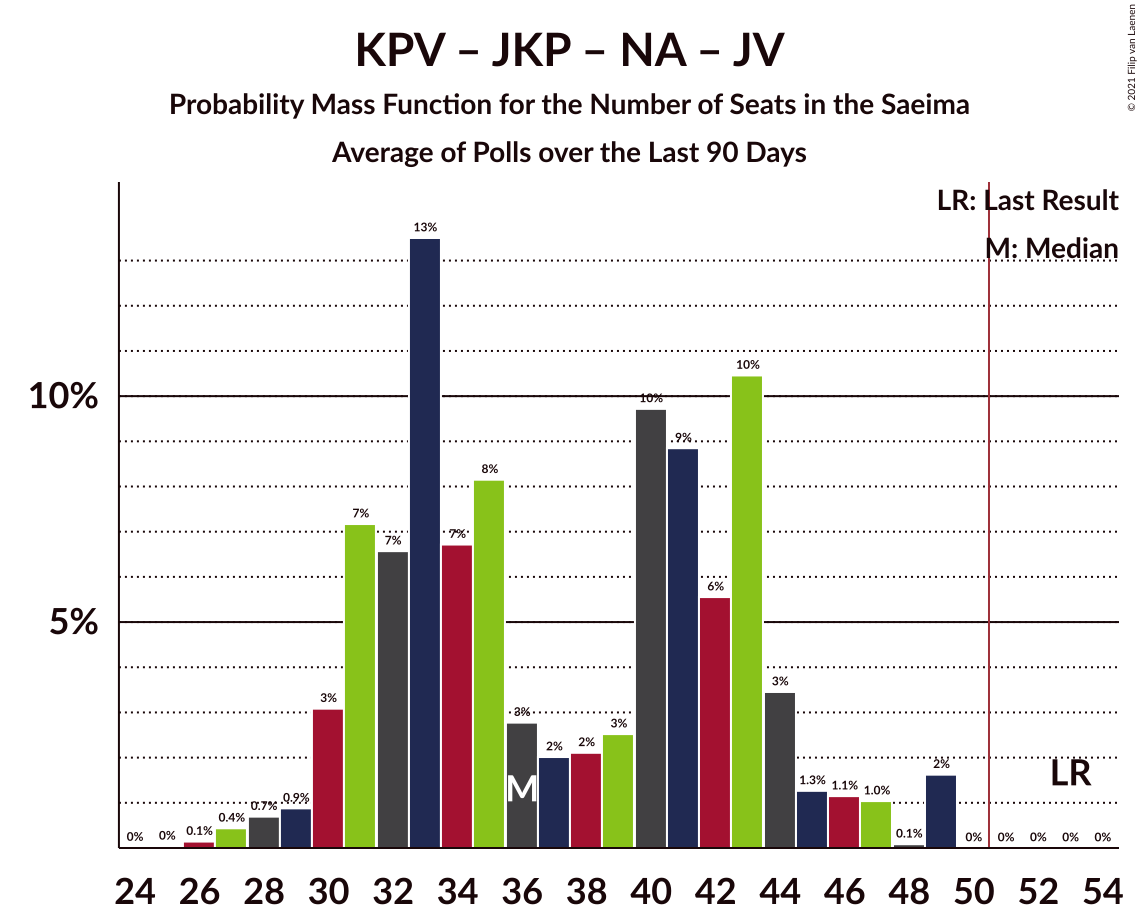 © 2021 Filip van Laenen
KPV – JKP – NA – JV
Probability Mass Function for the Number of Seats in the Saeima
Average of Polls over the Last 90 Days
LR: Last Result
M: Median
10%
5%
0% 0% 0.1% 0.4% 0.7% 0.9% 3% 7% 7% 13% 7% 8% 3% 2% 2% 3% 10% 9% 6% 10% 3% 1.3% 1.1% 1.0% 0.1% 2% 0% 0% 0% 0% 0%
M
LR
24 26 28 30 32 34 36 38 40 42 44 46 48 50 52 54